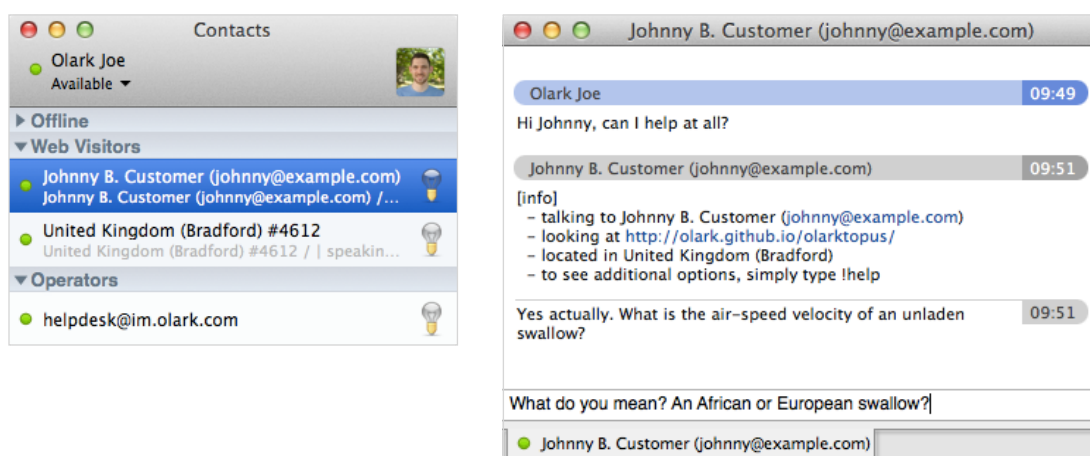 Contacts
Olark Joe
Available
Offline
Web Visitors
Johnny B. Customer (johnny@example.com)
Johnny B. Customer (johnny@example.com) /...
United Kingdom (Bradford) #4612
United Kingdom (Bradford) #4612 / | speakin...
Operators
helpdesk@im.olark.com
Johnny B. Customer (johnny@example.com)
Olark Joe 09:49
Hi Johnny, can I help at all?
Johnny B. Customer (johnny@example.com) 09:51
[info]
– talking to Johnny B. Customer (johnny@example.com)
– looking at http://olark.github.io/olarktopus/
– located in United Kingdom (Bradford)
– to see additional options, simply type !help
Yes actually. What is the air-speed velocity of an unladen 09:51
swallow?
What do you mean? An African or European swallow?
Johnny B. Customer (johnny@example.com)